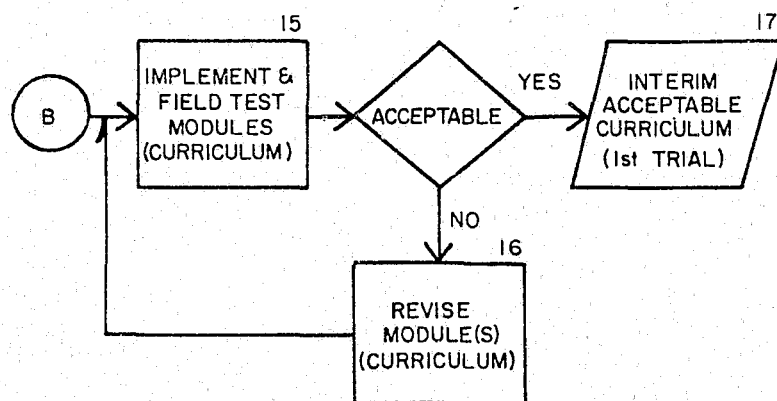 B
15
IMPLEMENT &
FIELD TEST
MODULES
(CURRICULUM)
ACCEPTABLE
YES
17
INTERIM
ACCEPTABLE
CURRICULUM
(1st TRIAL)
NO
16
REVISE
MODULE(S)
(CURRICULUM)